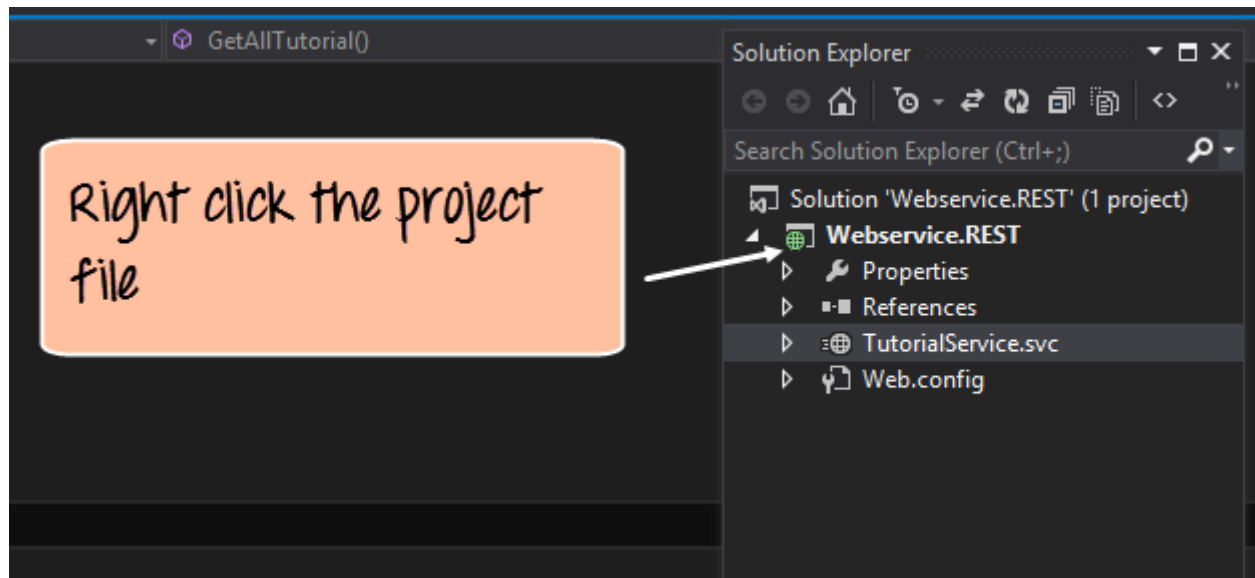 GetAllTutorial()
Solution Explorer
Search Solution Explorer (Ctrl+;)
Right click the project
file
Solution 'Webservice.REST' (1 project)
Webservice.REST
Properties
References
TutorialService.svc
Web.config